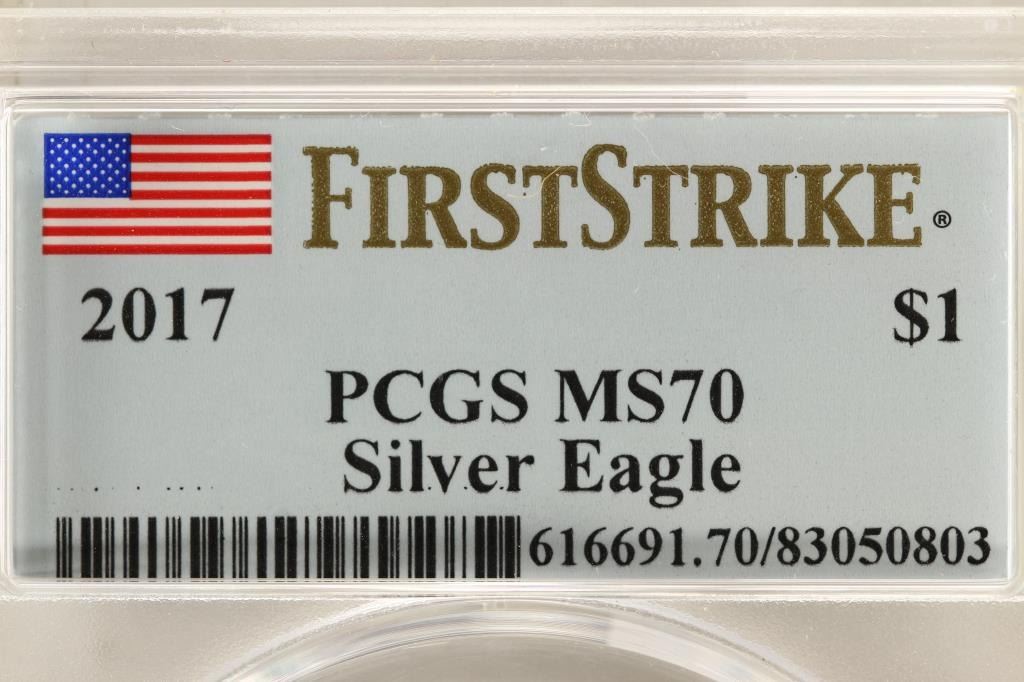 FIRSTSTRIKE®
2017 $1
PCGS MS70
Silver Eagle
616691.70/83050803